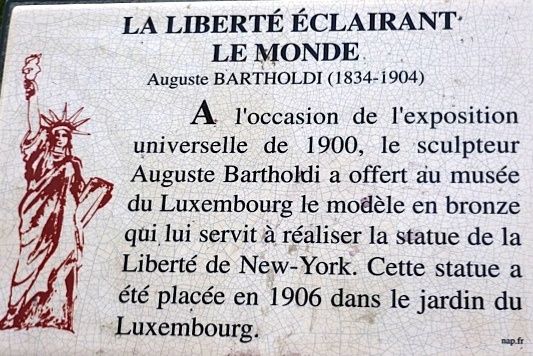 LA LIBERTÉ ÉCLAIRANT
LE MONDE
Auguste BARTHOLDI (1834-1904)
A l'occasion de l'exposition
universelle de 1900, le sculpteur
Auguste Bartholdi a offert au musée
du Luxembourg le modèle en bronze
qui lui servit à réaliser la statue de la
Liberté de New-York. Cette statue a
été placée en 1906 dans le jardin du
Luxembourg.
nap.fr